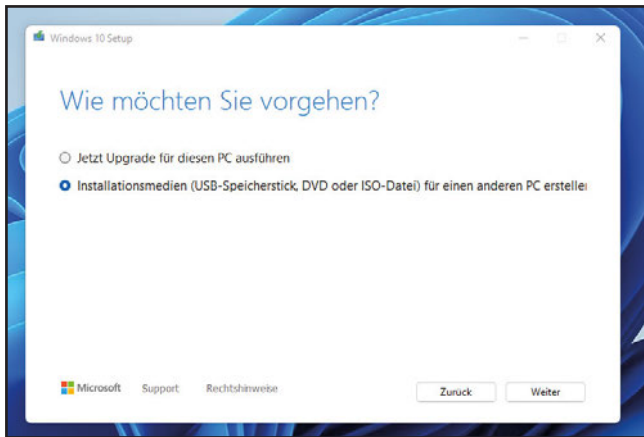 Windows 10 Setup
Wie möchten Sie vorgehen?
Jetzt Upgrade für diesen PC ausführen
Installationsmedien (USB-Speicherstick, DVD oder ISO-Datei) für einen anderen PC erstelle
Microsoft Support Rechtshinweise Zurück Weiter